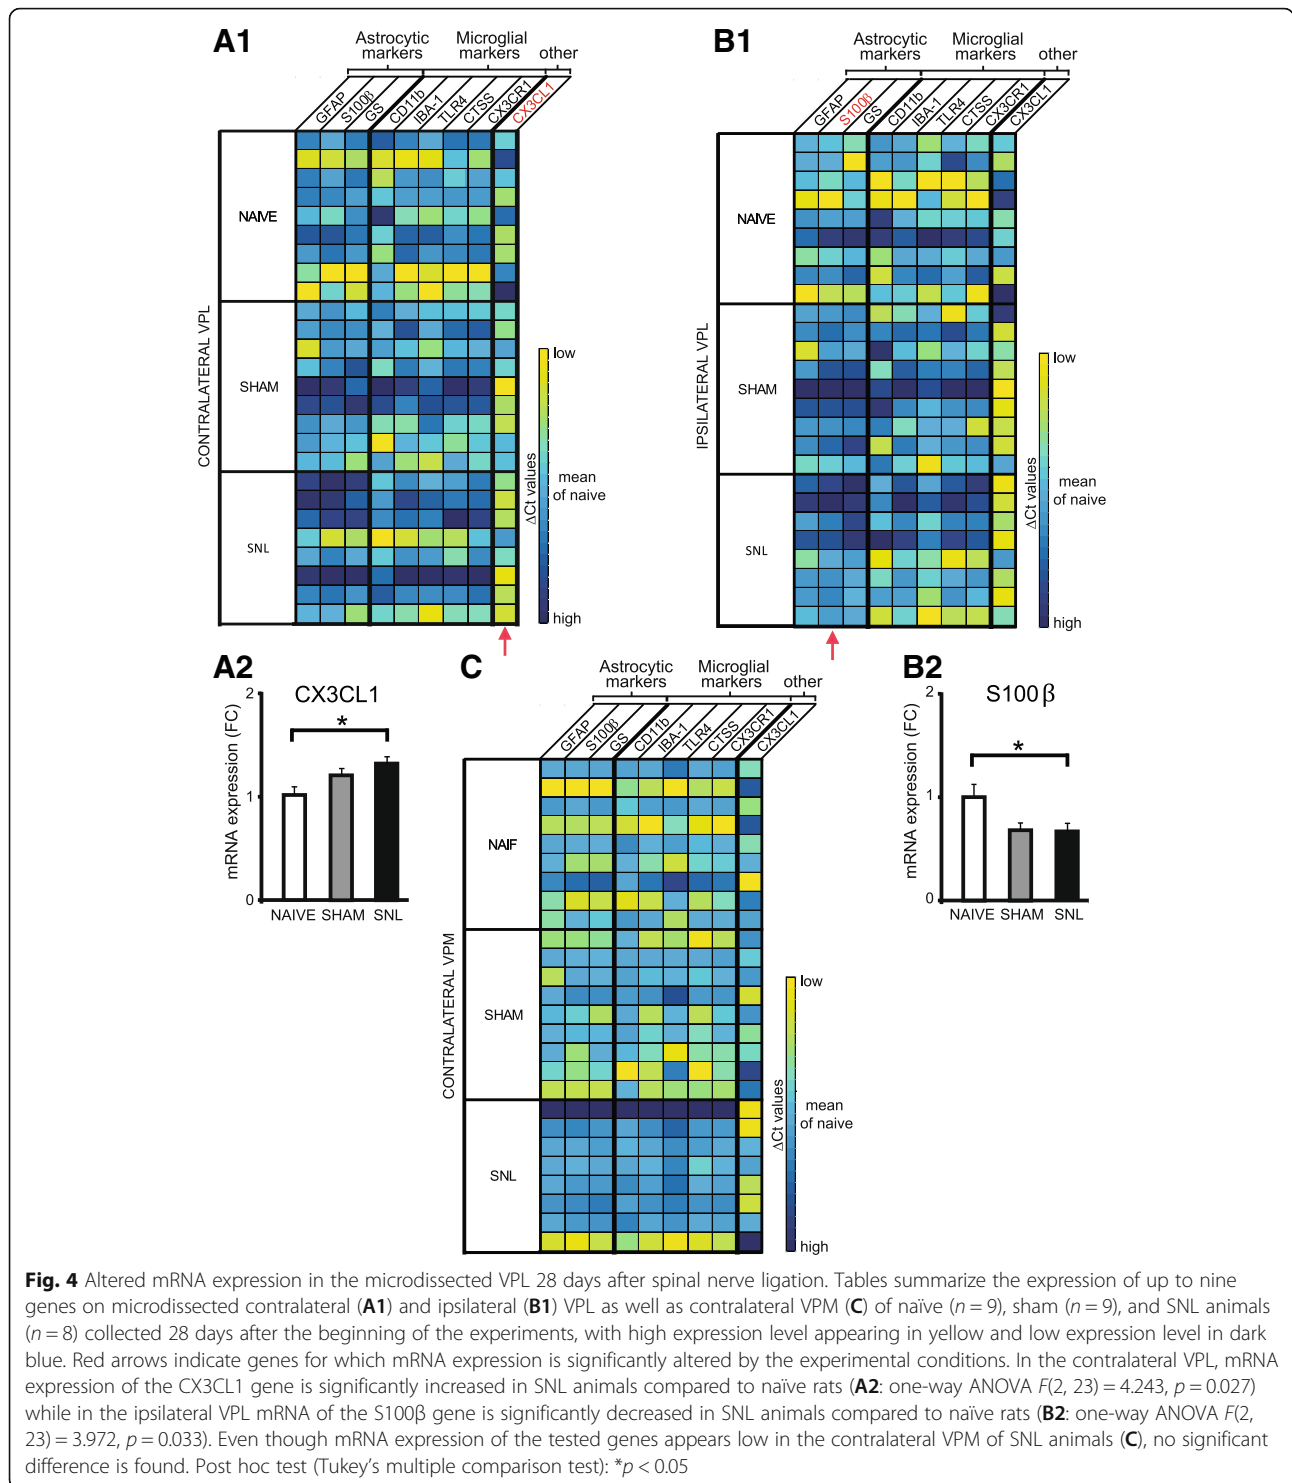 A1
Astrocytic markers
Microglial markers
other
GFAP
S100β
GS
CD11b
IBA-1
TLR4
CTSS
CX3CR1
CX3CL1
CONTRALATERAL VPL
NAIVE
SHAM
SNL
low
mean of naive
high
ΔCt values
B1
Astrocytic markers
Microglial markers
other
GFAP
S100β
GS
CD11b
IBA-1
TLR4
CTSS
CX3CR1
CX3CL1
IPSILATERAL VPL
NAIVE
SHAM
SNL
low
mean of naive
high
ΔCt values
A2
CX3CL1
mRNA expression (FC)
2
1
0
*
NAIVE SHAM SNL
C
Astrocytic markers
Microglial markers
other
GFAP
S100β
GS
CD11b
IBA-1
TLR4
CTSS
CX3CR1
CX3CL1
CONTRALATERAL VPM
NAIF
SHAM
SNL
low
mean of naive
high
ΔCt values
B2
S100β
mRNA expression (FC)
2
1
0
*
NAIVE SHAM SNL
Fig. 4 Altered mRNA expression in the microdissected VPL 28 days after spinal nerve ligation. Tables summarize the expression of up to nine
genes on microdissected contralateral (A1) and ipsilateral (B1) VPL as well as contralateral VPM (C) of naïve (n = 9), sham (n = 9), and SNL animals
(n = 8) collected 28 days after the beginning of the experiments, with high expression level appearing in yellow and low expression level in dark
blue. Red arrows indicate genes for which mRNA expression is significantly altered by the experimental conditions. In the contralateral VPL, mRNA
expression of the CX3CL1 gene is significantly increased in SNL animals compared to naïve rats (A2: one-way ANOVA F(2, 23) = 4.243, p = 0.027)
while in the ipsilateral VPL mRNA of the S100β gene is significantly decreased in SNL animals compared to naïve rats (B2: one-way ANOVA F(2,
23) = 3.972, p = 0.033). Even though mRNA expression of the tested genes appears low in the contralateral VPM of SNL animals (C), no significant
difference is found. Post hoc test (Tukey’s multiple comparison test): *p < 0.05